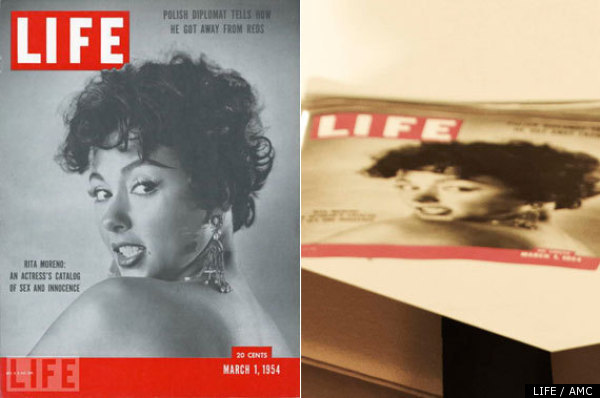 LIFE
POLISH DIPLOMAT TELLS HOW
HE GOT AWAY FROM REDS
RITA MORENO:
AN ACTRESS'S CATALOG
OF SEX AND INNOCENCE
20 CENTS
MARCH 1, 1954
LIFE
LIFE
MARCH 1, 1954
LIFE / AMC